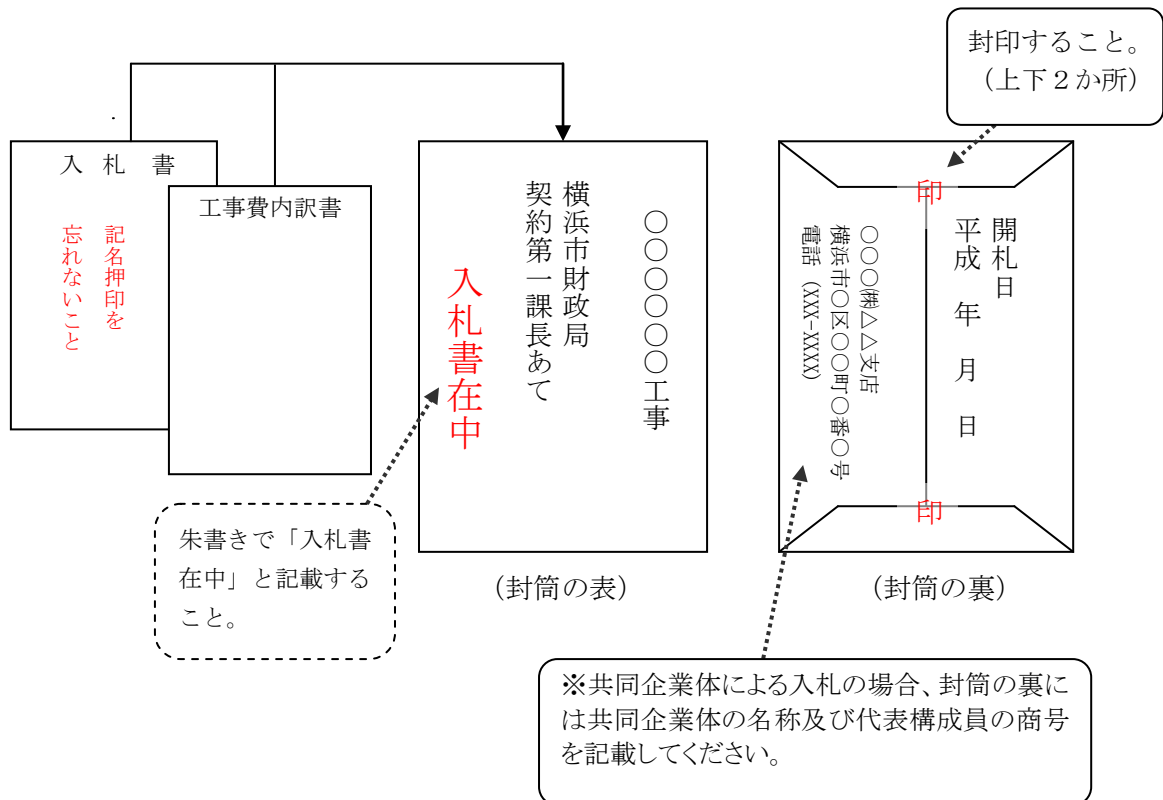 封印すること。
（上下２か所）
入　札　書
記名押印を
忘れないこと
工事費内訳書
〇〇〇〇〇〇工事
横浜市財政局
契約第一課長あて
入札書在中
印
開札日
平成　年　月　日
〇〇〇㈱△△支店
横浜市〇区〇〇町〇番〇号
電話（XXX-XXXX）
印
朱書きで「入札書
在中」と記載する
こと。
（封筒の表）
（封筒の裏）
※共同企業体による入札の場合、封筒の裏に
は共同企業体の名称及び代表構成員の商号
を記載してください。